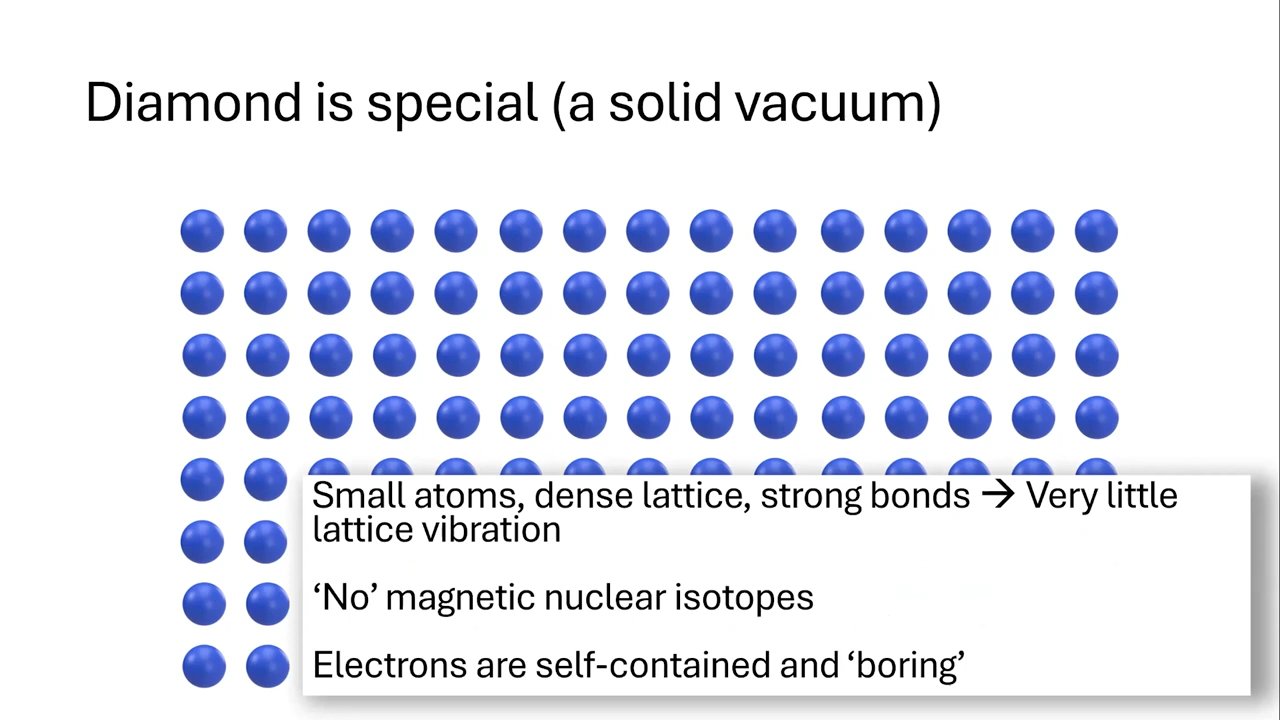 Diamond is special (a solid vacuum)
Small atoms, dense lattice, strong bonds → Very little
lattice vibration
‘No’ magnetic nuclear isotopes
Electrons are self-contained and ‘boring’